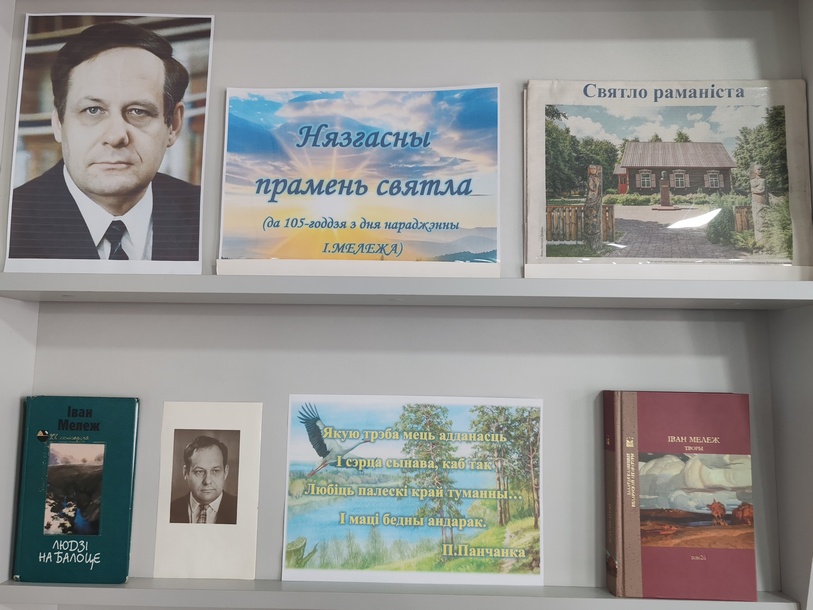 Нязгасны
прамень святла
(да 105-годдзя з дня нараджэнны
І.МЕЛЕЖА)
Святло раманіста
Іван
Мележ
ЛЮДЗІ
НА БАЛОЦЕ
Якую трэба мець адданасць
І сэрца сынава, каб так
Любіць палескі край туманны...
І маці бедны андарак.
П.Панчанка
ІВАН МЕЛЕЖ
ТВОРЫ